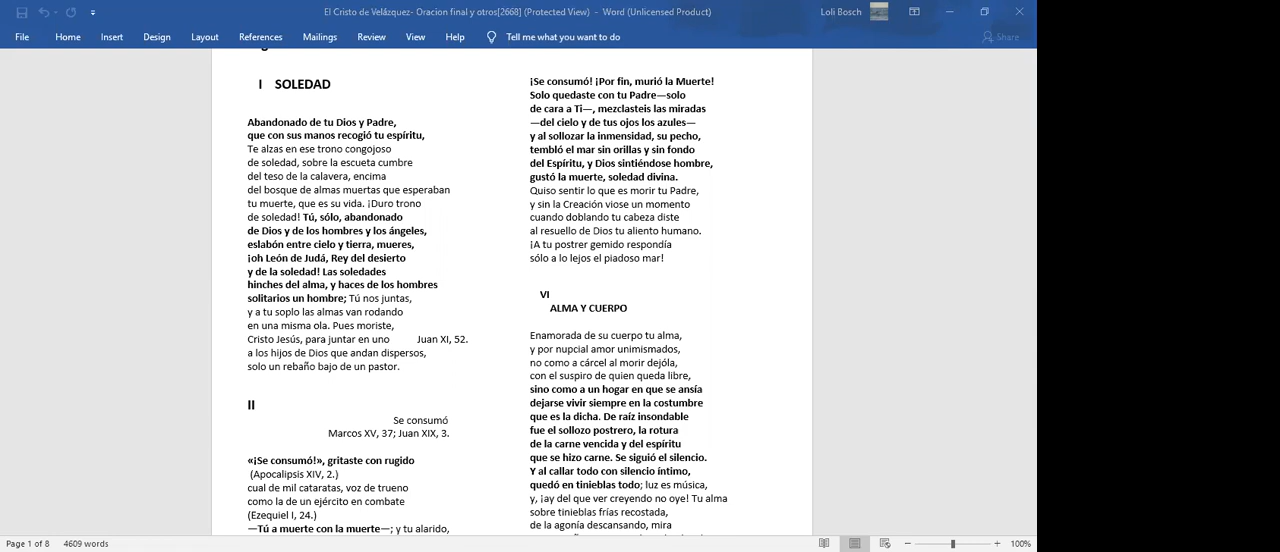 El Cristo de Velázquez- Oracion final y otros[2668] (Protected View) - Word (Unlicensed Product)
Loli Bosch
File Home Insert Design Layout References Mailings Review View Help Tell me what you want to do Share
I SOLEDAD
Abandonado de tu Dios y Padre,
que con sus manos recogió tu espíritu,
Te alzas en ese trono congojoso
de soledad, sobre la escueta cumbre
del teso de la calavera, encima
del bosque de almas muertas que esperaban
tu muerte, que es su vida. ¡Duro trono
de soledad! Tú, sólo, abandonado
de Dios y de los hombres y los ángeles,
eslabón entre cielo y tierra, mueres,
¡oh León de Judá, Rey del desierto
y de la soledad! Las soledades
hinches del alma, y haces de los hombres
solitarios un hombre; Tú nos juntas,
y a tu soplo las almas van rodando
en una misma ola. Pues moriste,
Cristo Jesús, para juntar en uno Juan XI, 52.
a los hijos de Dios que andan dispersos,
solo un rebaño bajo de un pastor.
II
Se consumó
Marcos XV, 37; Juan XIX, 3.
«¡Se consumó!», gritaste con rugido
(Apocalipsis XIV, 2.)
cual de mil cataratas, voz de trueno
como la de un ejército en combate
(Ezequiel I, 24.)
—Tú a muerte con la muerte—; y tu alarido,
¡Se consumó! ¡Por fin, murió la Muerte!
Solo quedaste con tu Padre—solo
de cara a Ti—, mezclasteis las miradas
—del cielo y de tus ojos los azules—
y al sollozar la inmensidad, su pecho,
tembló el mar sin orillas y sin fondo
del Espíritu, y Dios sintiéndose hombre,
gustó la muerte, soledad divina.
Quiso sentir lo que es morir tu Padre,
y sin la Creación viose un momento
cuando doblando tu cabeza diste
al resuello de Dios tu aliento humano.
¡A tu postrer gemido respondía
sólo a lo lejos el piadoso mar!
VI
ALMA Y CUERPO
Enamorada de su cuerpo tu alma,
y por nupcial amor unimismados,
no como a cárcel al morir dejóla,
con el suspiro de quien queda libre,
sino como a un hogar en que se ansía
dejarse vivir siempre en la costumbre
que es la dicha. De raíz insondable
fue el sollozo postrero, la rotura
de la carne vencida y del espíritu
que se hizo carne. Se siguió el silencio.
Y al callar todo con silencio íntimo,
quedó en tinieblas todo; luz es música,
y, ¡ay del que ver creyendo no oye! Tu alma
sobre tinieblas frías recostada,
de la agonía descansando, mira
Page 1 of 8 4609 words 100%